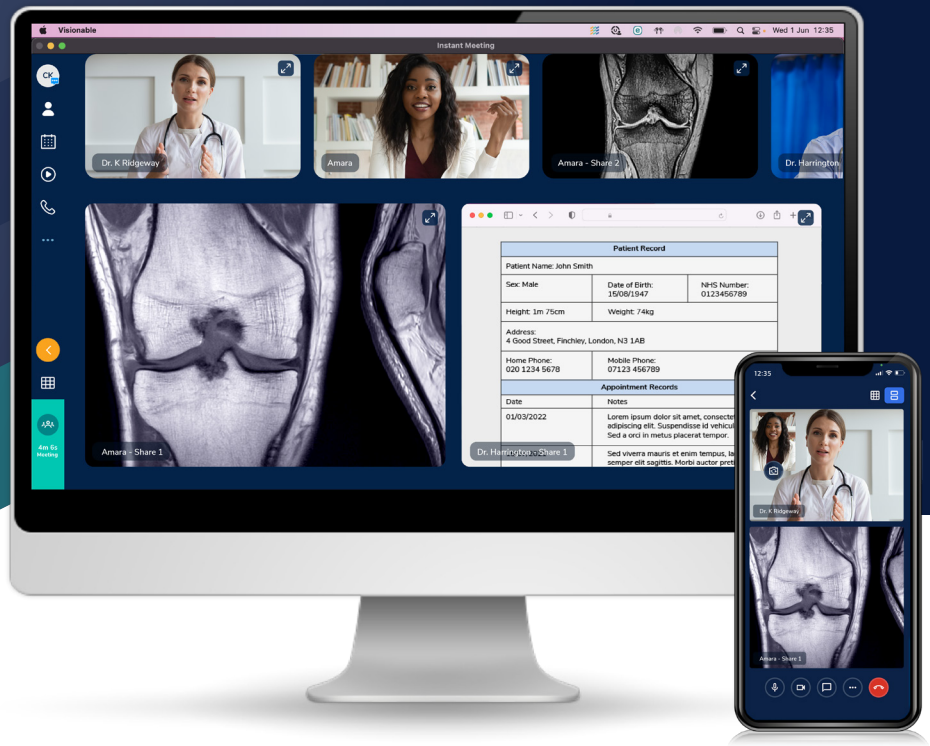 Visionable
Wed 1 Jun 12:35
Instant Meeting
CK
Dr. K Ridgeway
Amara
Amara - Share 2
Dr. Harrington
Amara - Share 1
Patient Record
Patient Name: John Smith
Sex: Male
Date of Birth:
15/08/1947
NHS Number:
0123456789
Height: 1m 75cm
Weight: 74kg
Address:
4 Good Street, Finchley, London, N3 1AB
Home Phone:
020 1234 5678
Mobile Phone:
07123 456789
Appointment Records
Date
Notes
01/03/2022
Lorem ipsum dolor sit amet, consectet
adipiscing elit. Suspendisse id vehicul
Sed a orci in metus placerat tempor.
Sed viverra mauris et enim tempus, la
semper elit sagittis. Morbi auctor preti
Dr. Harrington - Share 1
4m 6s
Meeting
12:35
Dr. K Ridgeway
Amara - Share 1